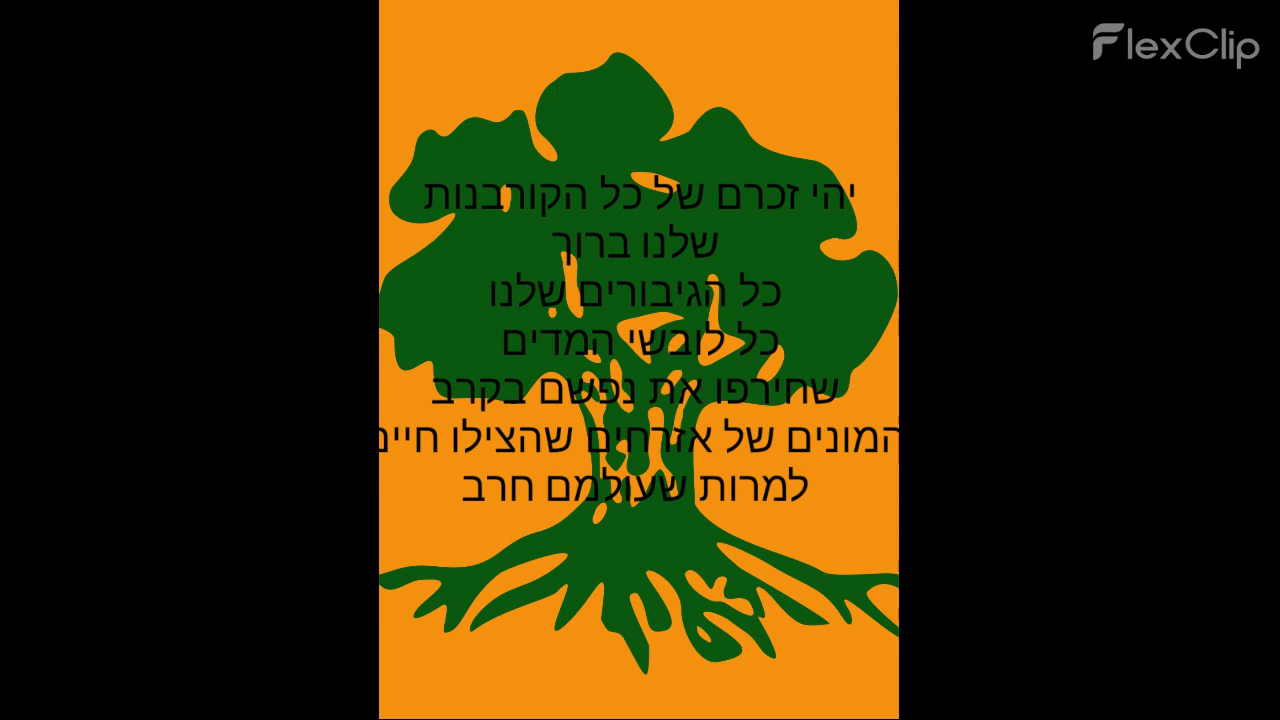 FlexClip
יהי זכרם של כל הקורבנות
שלנו ברוך
כל הגיבורים שלנו
כל לובשי המדים
שחירפו את נפשם בקרב
המונים של אזרחים שהצילו חיים
למרות שעולמם חרב